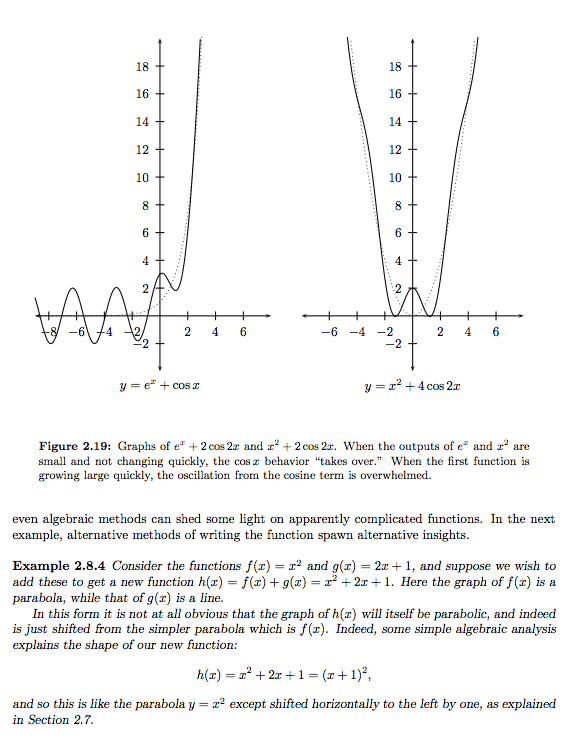 18
16
14
12
10
8
6
4
2
−8 −6 −4 −2 2 4 6
−2
y = e^x + cos x
18
16
14
12
10
8
6
4
2
−6 −4 −2 2 4 6
−2
y = x² + 4 cos 2x
Figure 2.19: Graphs of e^x + 2 cos 2x and x² + 2 cos 2x. When the outputs of e^x and x² are
small and not changing quickly, the cos x behavior “takes over.” When the first function is
growing large quickly, the oscillation from the cosine term is overwhelmed.
even algebraic methods can shed some light on apparently complicated functions. In the next
example, alternative methods of writing the function spawn alternative insights.
Example 2.8.4 Consider the functions f(x) = x² and g(x) = 2x + 1, and suppose we wish to
add these to get a new function h(x) = f(x) + g(x) = x² + 2x + 1. Here the graph of f(x) is a
parabola, while that of g(x) is a line.
In this form it is not at all obvious that the graph of h(x) will itself be parabolic, and indeed
is just shifted from the simpler parabola which is f(x). Indeed, some simple algebraic analysis
explains the shape of our new function:
h(x) = x² + 2x + 1 = (x + 1)²,
and so this is like the parabola y = x² except shifted horizontally to the left by one, as explained
in Section 2.7.